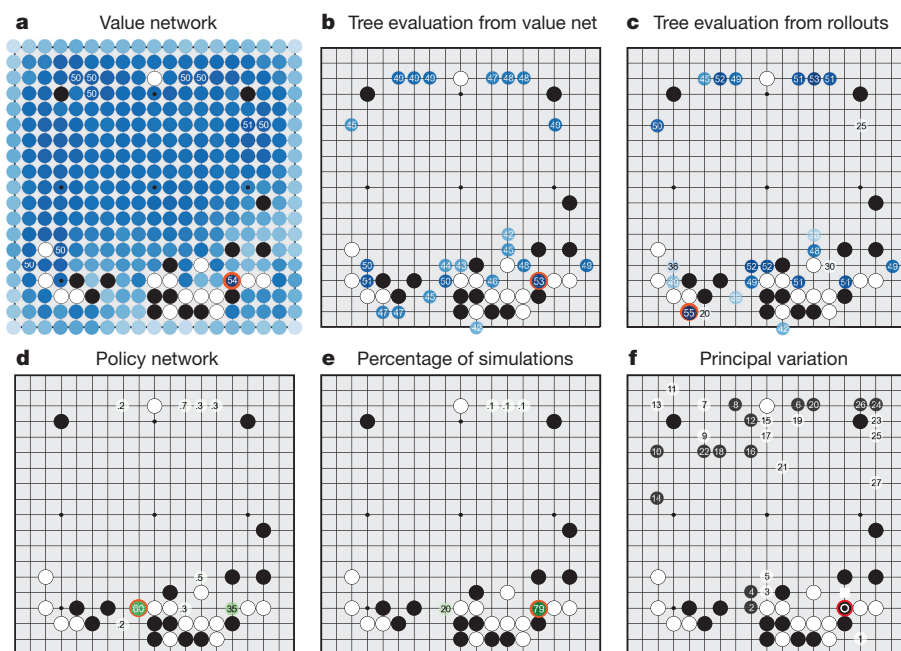 a Value network
b Tree evaluation from value net
c Tree evaluation from rollouts
50 50 50 50
50
51 50
50
50
54
49 49 49 47 48 48
45 49
42
45
50 44 43 48 49
51 50 46 53
45
47 47
42
45 52 49 51 53 51
50 25
48
36 52 52 30 49
49 51
55 20
42
d Policy network
e Percentage of simulations
f Principal variation
.2 .7 .3 .3
.5
60 .3 35
.2
.1 .1 .1
20 79
11
13 7 8 6 20 26 24
12 15 19 23
9 17 25
10 22 18 16
21
27
14
5
4 3
2
1